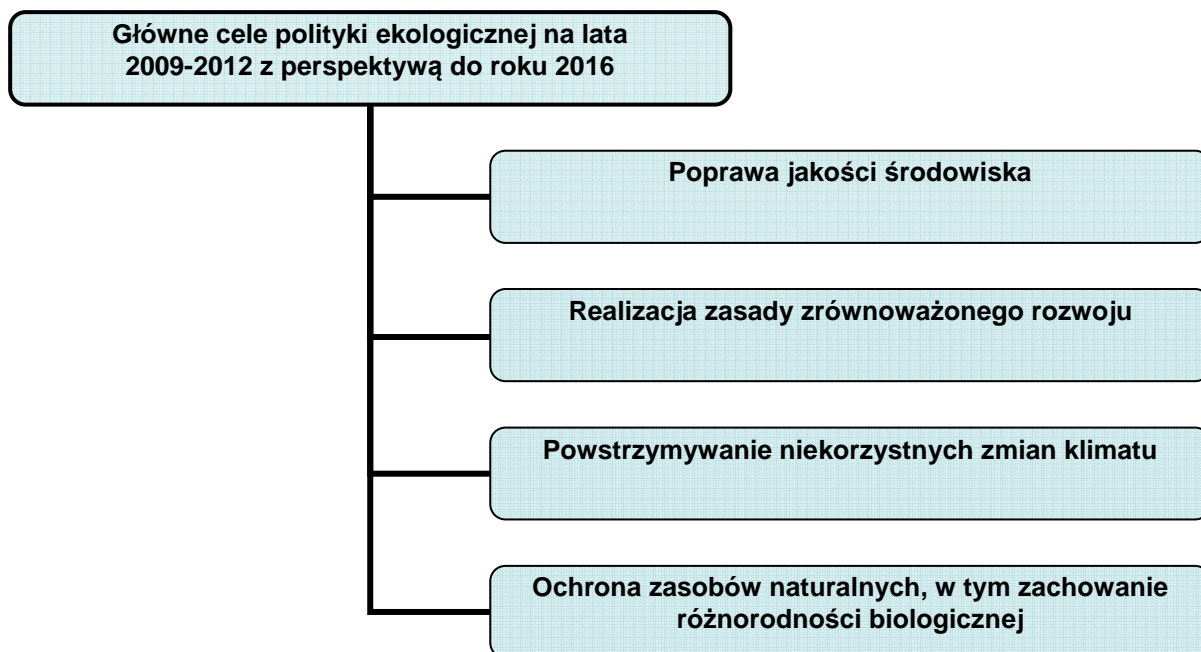 Główne cele polityki ekologicznej na lata
2009-2012 z perspektywą do roku 2016
Poprawa jakości środowiska
Realizacja zasady zrównoważonego rozwoju
Powstrzymywanie niekorzystnych zmian klimatu
Ochrona zasobów naturalnych, w tym zachowanie
różnorodności biologicznej